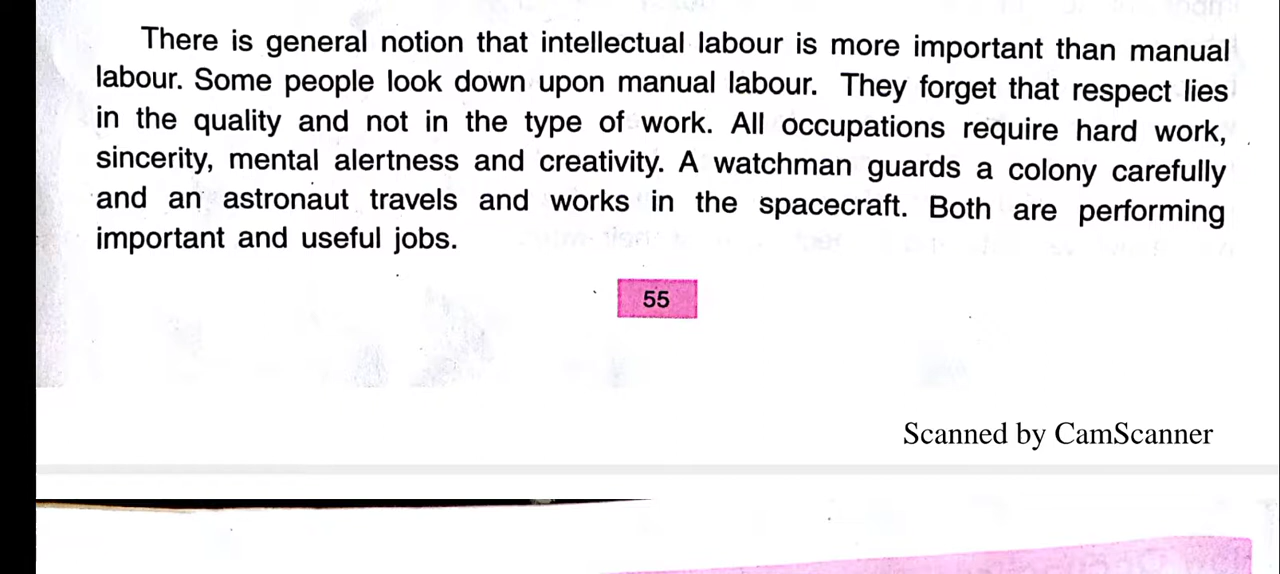 There is general notion that intellectual labour is more important than manual
labour. Some people look down upon manual labour. They forget that respect lies
in the quality and not in the type of work. All occupations require hard work,
sincerity, mental alertness and creativity. A watchman guards a colony carefully
and an astronaut travels and works in the spacecraft. Both are performing
important and useful jobs.
55
Scanned by CamScanner